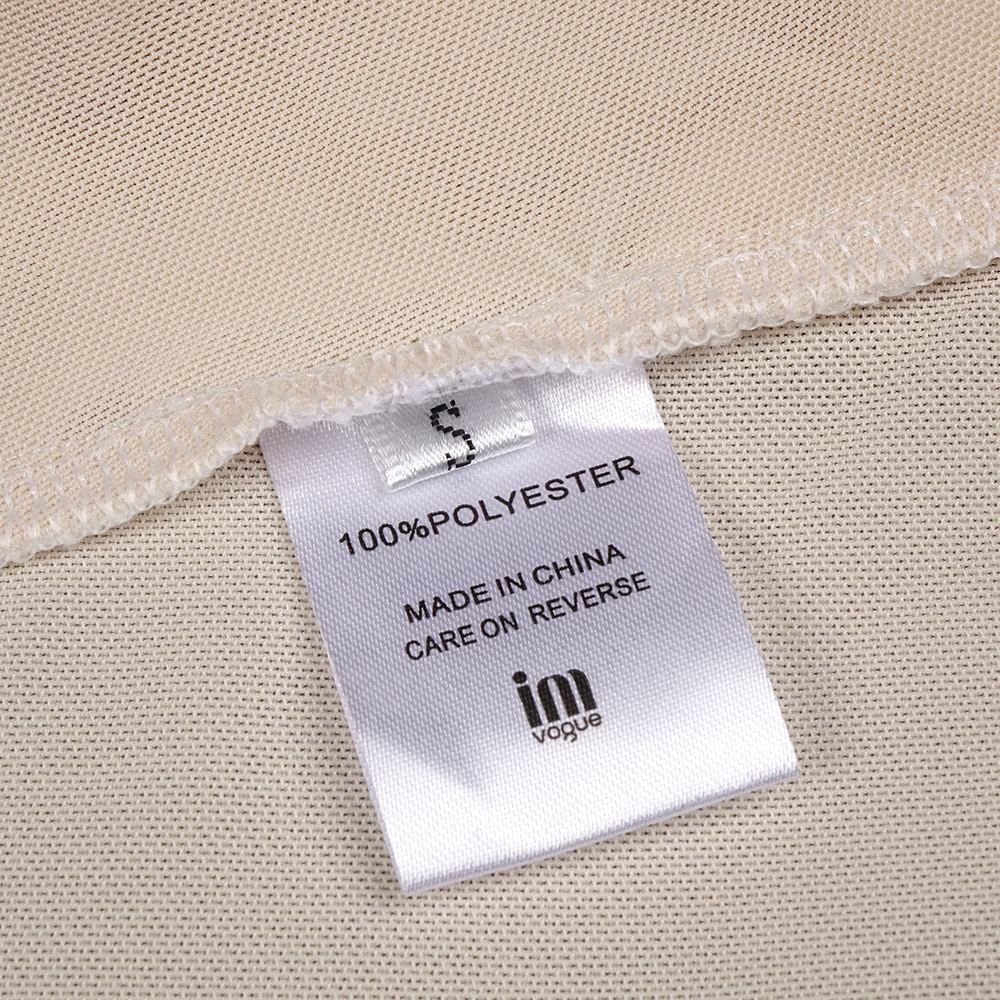 S
100%POLYESTER
MADE IN CHINA
CARE ON REVERSE
im
vogue